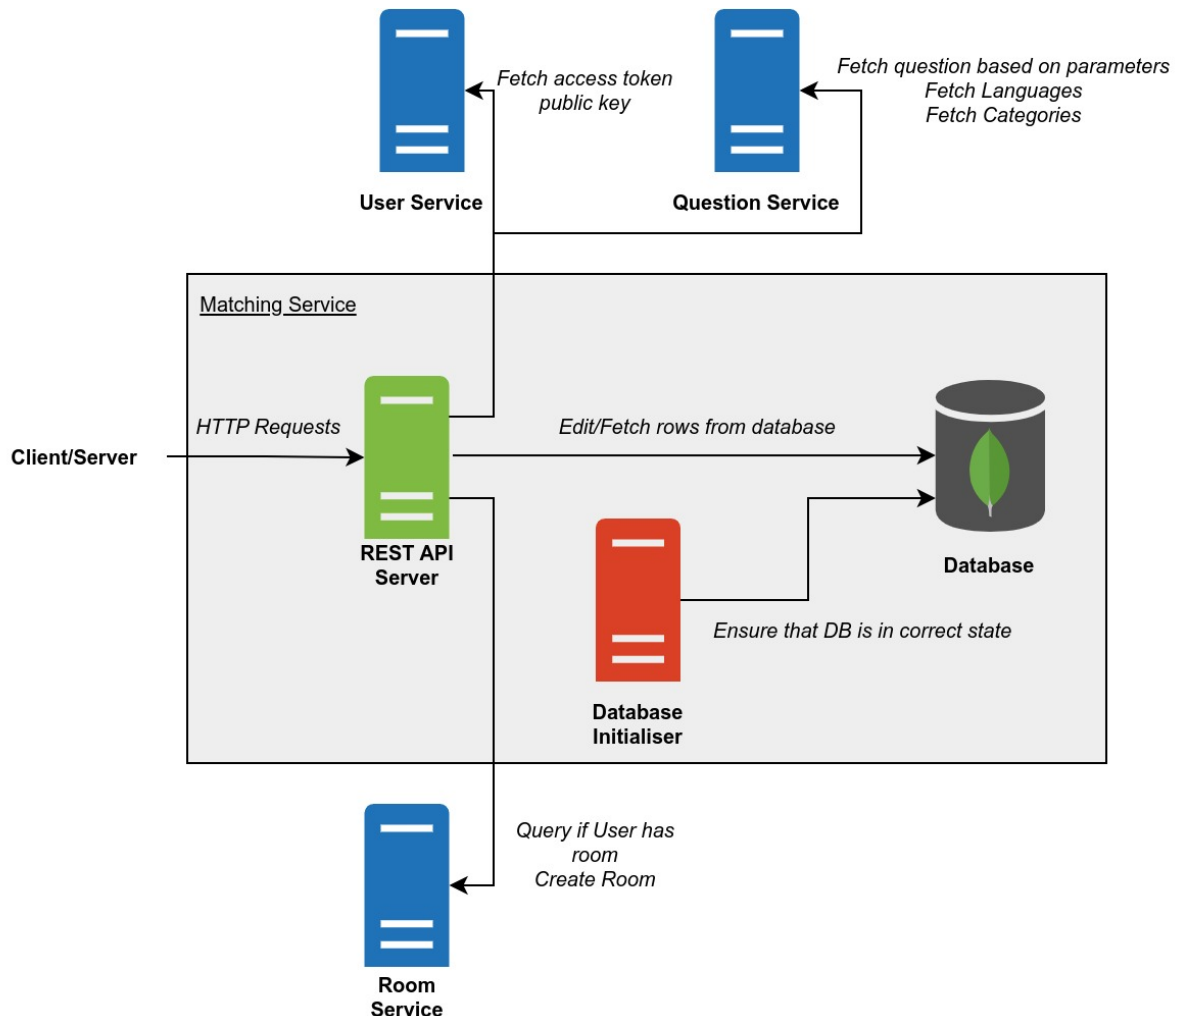 Fetch access token
public key
Fetch question based on parameters
Fetch Languages
Fetch Categories
User Service
Question Service
Matching Service
HTTP Requests
Client/Server
Edit/Fetch rows from database
REST API
Server
Database
Ensure that DB is in correct state
Database
Initialiser
Query if User has
room
Create Room
Room
Service